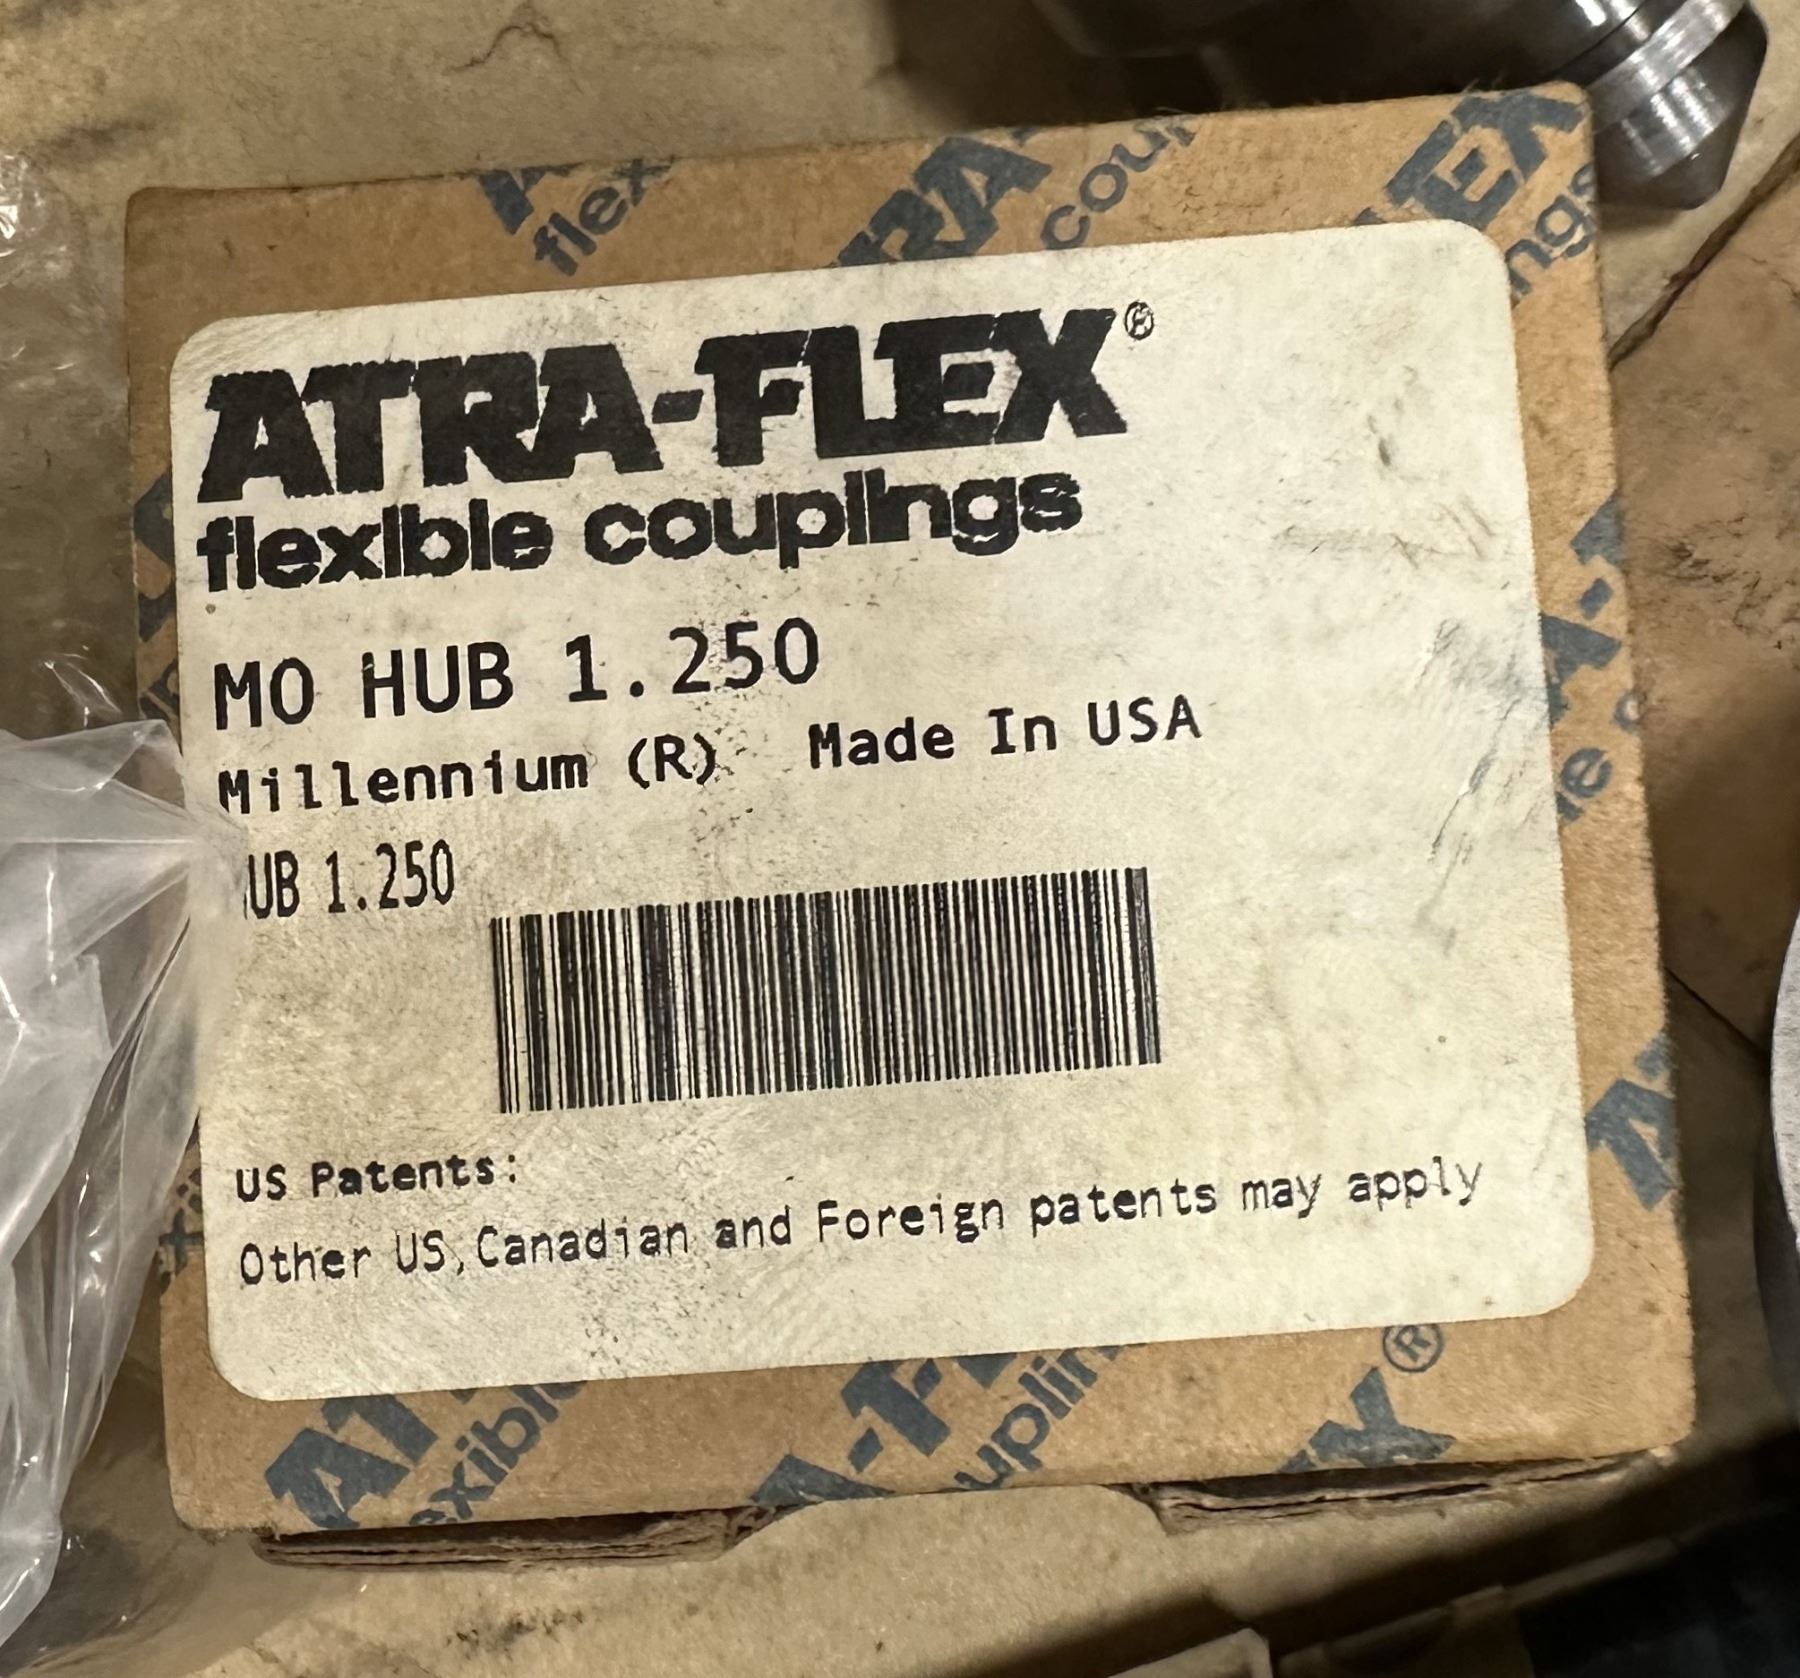 ATRA-FLEX®
flexible couplings
MO HUB 1.250
Millennium (R) Made In USA
UB 1.250
US Patents:
Other US, Canadian and Foreign patents may apply